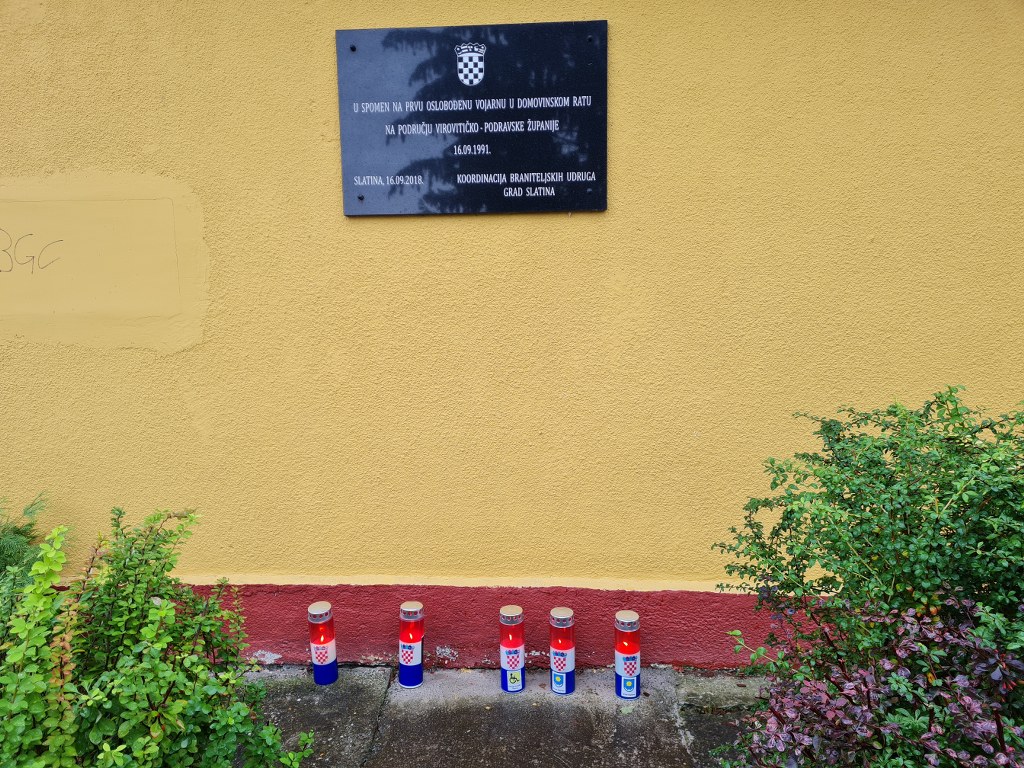 U SPOMEN NA PRVU OSLOBOĐENU VOJARNU U DOMOVINSKOM RATU
NA PODRUČJU VIROVITIČKO - PODRAVSKE ŽUPANIJE
16.09.1991.
SLATINA, 16.09.2018.
KOORDINACIJA BRANITELJSKIH UDRUGA
GRAD SLATINA
BGC